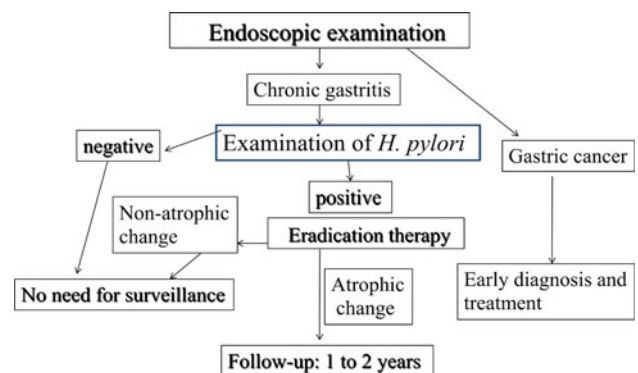 Endoscopic examination
Chronic gastritis
negative
Examination of H. pylori
Gastric cancer
positive
Non-atrophic
change
Eradication therapy
No need for surveillance
Atrophic
change
Early diagnosis and
treatment
Follow-up: 1 to 2 years